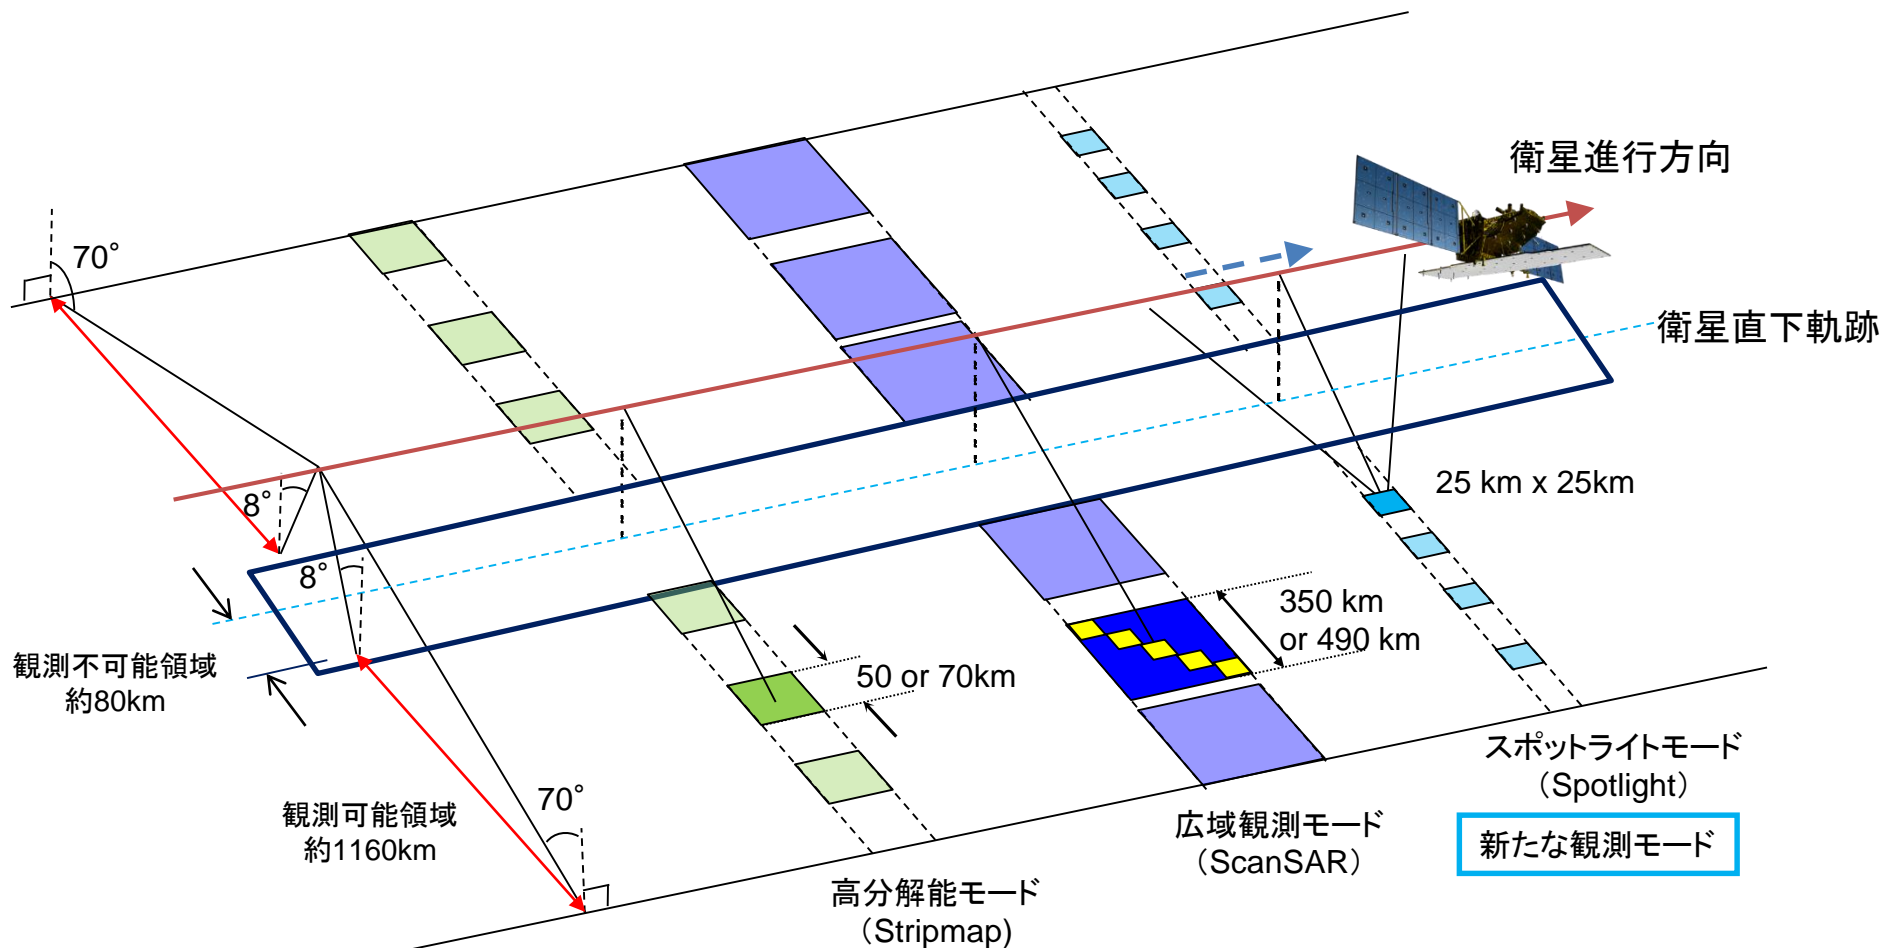 衛星進行方向
70°
衛星直下軌跡
8°
25 km x 25km
8°
350 km
or 490 km
観測不可能領域
約80km
50 or 70km
スポットライトモード
（Spotlight）
70°
観測可能領域
約1160km
広域観測モード
（ScanSAR）
新たな観測モード
高分解能モード
（Stripmap)